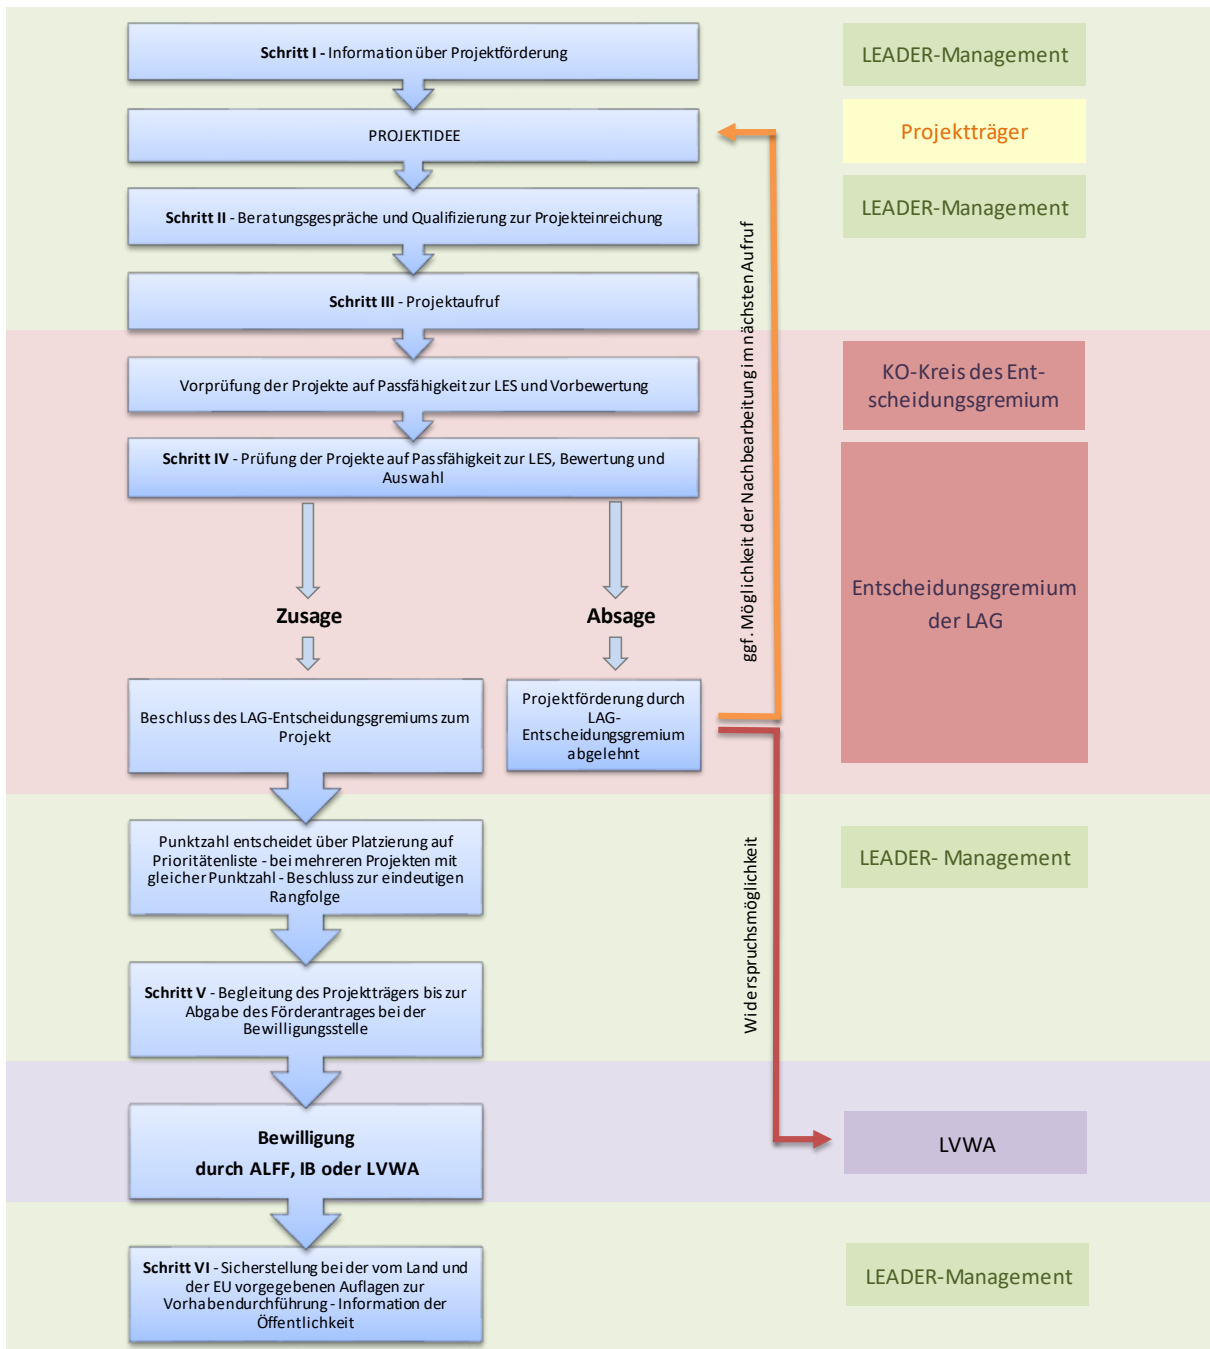 Schritt I - Information über Projektförderung
LEADER-Management
PROJEKTIDEE
Projektträger
Schritt II - Beratungsgespräche und Qualifizierung zur Projekteinreichung
LEADER-Management
Schritt III - Projektaufruf
Vorprüfung der Projekte auf Passfähigkeit zur LES und Vorbewertung
KO-Kreis des Ent-
scheidungsgremium
Schritt IV - Prüfung der Projekte auf Passfähigkeit zur LES, Bewertung und
Auswahl
Entscheidungsgremium
der LAG
Zusage
Absage
ggf. Möglichkeit der Nachbearbeitung im nächsten Aufruf
Beschluss des LAG-Entscheidungsgremiums zum
Projekt
Projektförderung durch
LAG-
Entscheidungsgremium
abgelehnt
Punktzahl entscheidet über Platzierung auf
Prioritätenliste - bei mehreren Projekten mit
gleicher Punktzahl - Beschluss zur eindeutigen
Rangfolge
LEADER- Management
Widerspruchsmöglichkeit
Schritt V - Begleitung des Projektträgers bis zur
Abgabe des Förderantrages bei der
Bewilligungsstelle
Bewilligung
durch ALFF, IB oder LVWA
LVWA
Schritt VI - Sicherstellung bei der vom Land und
der EU vorgegebenen Auflagen zur
Vorhabendurchführung - Information der
Öffentlichkeit
LEADER-Management